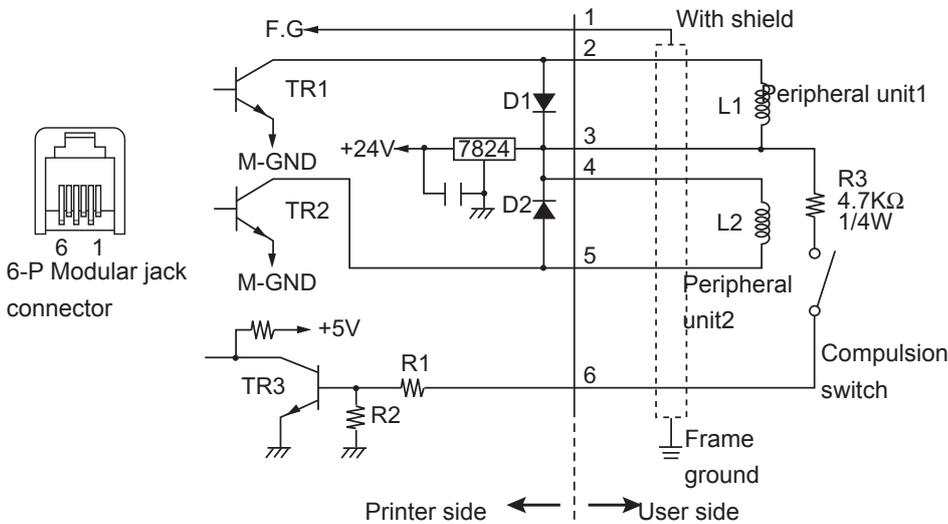 1
With shield
F.G
2
TR1
D1
L1
Peripheral unit1
3
+24V
7824
M-GND
4
R3
4.7KΩ
1/4W
TR2
D2
L2
6 1
6-P Modular jack
connector
5
M-GND
Peripheral
unit2
+5V
Compulsion
switch
TR3
R1
6
R2
Frame
ground
Printer side
User side